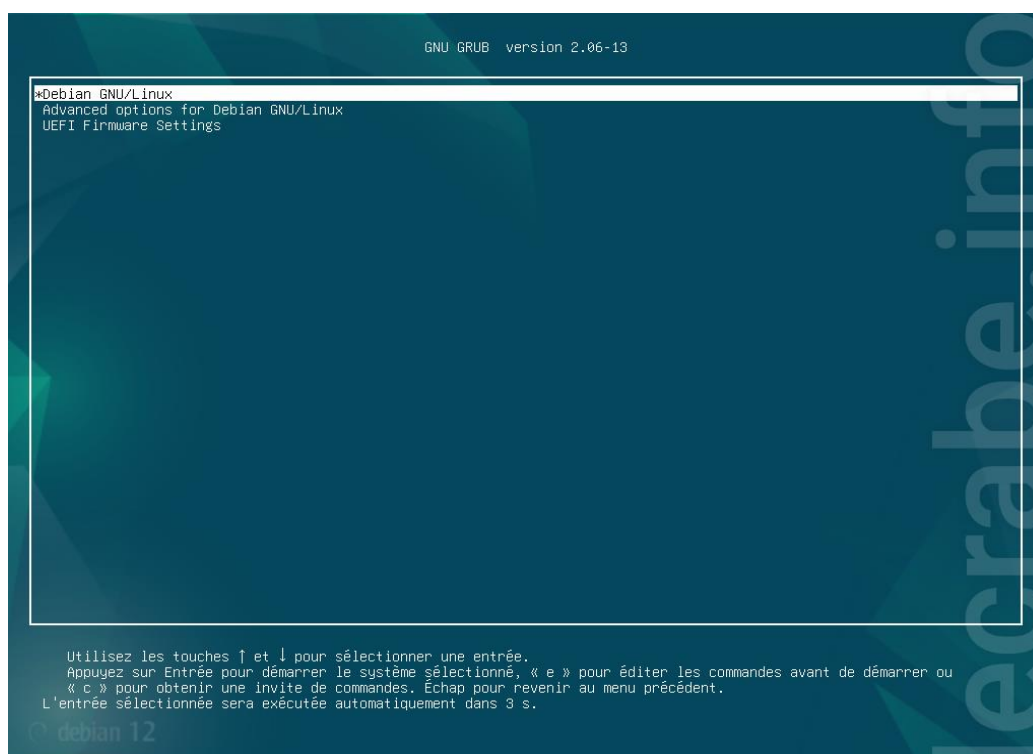 GNU GRUB version 2.06-13
*Debian GNU/Linux
Advanced options for Debian GNU/Linux
UEFI Firmware Settings
Utilisez les touches ↑ et ↓ pour sélectionner une entrée.
Appuyez sur Entrée pour démarrer le système sélectionné, « e » pour éditer les commandes avant de démarrer ou
« c » pour obtenir une invite de commandes. Échap pour revenir au menu précédent.
L'entrée sélectionnée sera exécutée automatiquement dans 3 s.
debian 12
lecrabe.info